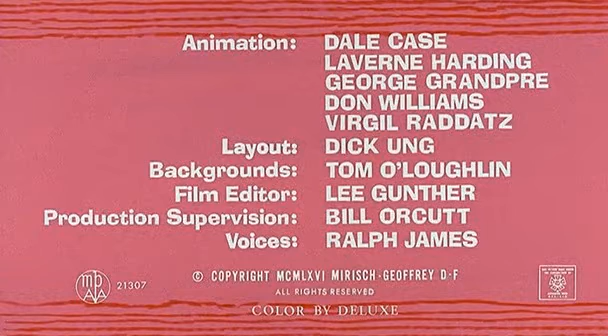 Animation: DALE CASE
LAVERNE HARDING
GEORGE GRANDPRE
DON WILLIAMS
VIRGIL RADDATZ
Layout: DICK UNG
Backgrounds: TOM O'LOUGHLIN
Film Editor: LEE GUNTHER
Production Supervision: BILL ORCUTT
Voices: RALPH JAMES
© COPYRIGHT MCMLXVI MIRISCH-GEOFFREY D-F
ALL RIGHTS RESERVED
21307
COLOR BY DELUXE